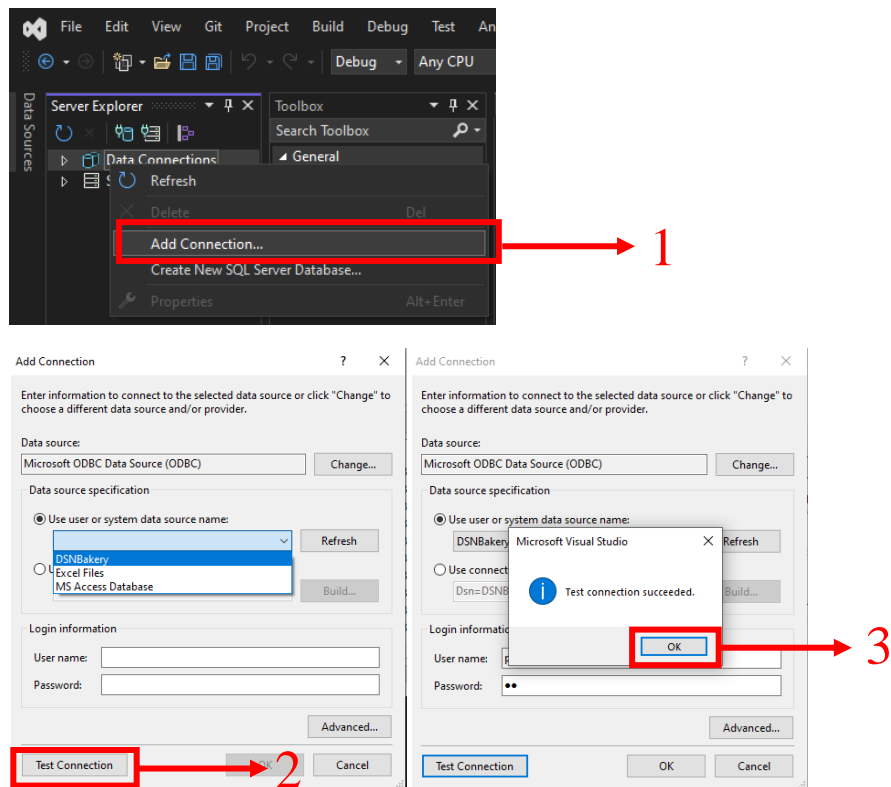 File Edit View Git Project Build Debug Test An
Debug Any CPU
Data Sources
Server Explorer
Toolbox
Search Toolbox
Data Connections
General
S
Refresh
Delete Del
Add Connection...
1
Create New SQL Server Database...
Properties Alt+Enter
Add Connection ?
Enter information to connect to the selected data source or click "Change" to
choose a different data source and/or provider.
Data source:
Microsoft ODBC Data Source (ODBC) Change...
Data source specification
Use user or system data source name:
Refresh
DSNBakery
Excel Files
MS Access Database
Build...
Login information
User name:
Password:
Advanced...
Test Connection OK Cancel
2
Add Connection ?
Enter information to connect to the selected data source or click "Change" to
choose a different data source and/or provider.
Data source:
Microsoft ODBC Data Source (ODBC) Change...
Data source specification
Use user or system data source name:
DSNBakery Refresh
Use connect
Dsn=DSNB Build...
Microsoft Visual Studio
Test connection succeeded.
OK
3
Login informatic
User name:
Password: ••
Advanced...
Test Connection OK Cancel